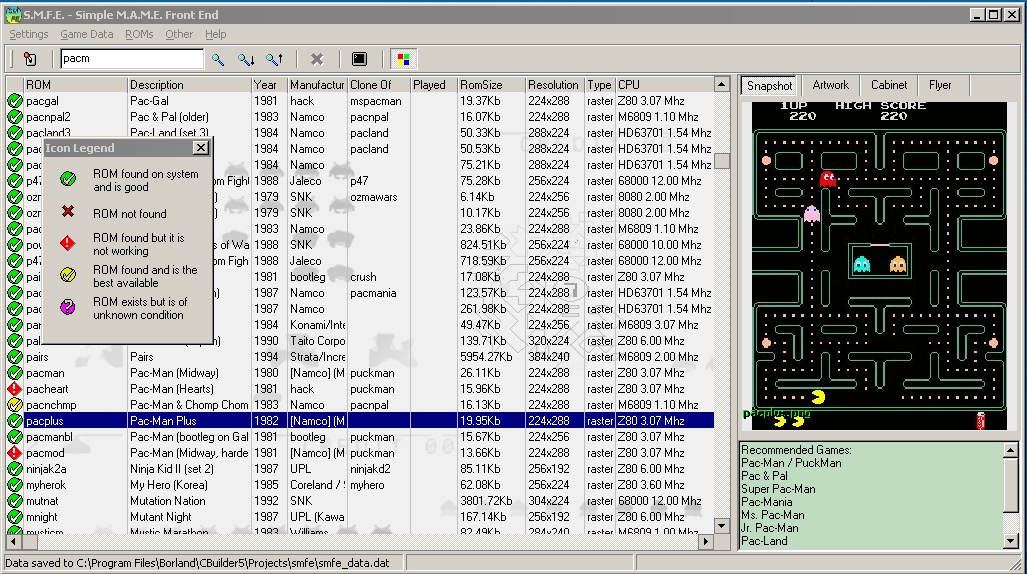 S.M.F.E. - Simple M.A.M.E. Front End
Settings Game Data ROMs Other Help
pacm
ROM Description Year Manufactur Clone Of Played RomSize Resolution Type CPU
pacgal Pac-Gal 1981 hack mspacman 19.37Kb 224x288 raster Z80 3.07 Mhz
pacnpal2 Pac & Pal (older) 1983 Namco pacnpal 16.07Kb 224x288 raster M6809 1.10 Mhz
pacland3 Pac-Land (set 3) 1984 Namco pacland 50.33Kb 288x224 raster HD63701 1.54 Mhz
1984 Namco pacland 50.53Kb 288x224 raster HD63701 1.54 Mhz
1984 Namco 75.21Kb 288x224 raster HD63701 1.54 Mhz
p47 om Figh 1988 Jaleco p47 75.28Kb 256x224 raster 68000 12.00 Mhz
ozm 1979 SNK ozmawars 6.14Kb 256x224 raster 8080 2.00 Mhz
ozm 1979 SNK 10.17Kb 256x224 raster 8080 2.00 Mhz
pac 1983 Namco 23.86Kb 224x288 raster HD63701 1.54 Mhz
pow s of Wa 1988 SNK 824.51Kb 256x224 raster 68000 10.00 Mhz
p47 om Figh 1988 Jaleco 718.59Kb 256x224 raster 68000 12.00 Mhz
pai 1981 bootleg crush 17.08Kb 224x288 raster Z80 3.07 Mhz
pac 1987 Namco pacmania 123.57Kb 224x288 raster HD63701 1.54 Mhz
pac 1987 Namco 261.98Kb 224x288 raster HD63701 1.54 Mhz
1984 Konami/Inte 49.47Kb 224x256 raster M6809 3.07 Mhz
pal 1990 Taito Corpo 139.71Kb 320x224 raster Z80 6.00 Mhz
pairs Pairs 1994 Strata/Incre 5954.27Kb 384x240 raster M6809 2.00 Mhz
pacman Pac-Man (Midway) 1980 [Namco] (M puckman 26.11Kb 224x288 raster Z80 3.07 Mhz
pacheart Pac-Man (Hearts) 1981 hack puckman 15.96Kb 224x288 raster Z80 3.07 Mhz
pacnchmp Pac-Man & Chomp Chom 1983 Namco pacnpal 16.13Kb 224x288 raster M6809 1.10 Mhz
pacplus Pac-Man Plus 1982 [Namco] (M 19.95Kb 224x288 raster Z80 3.07 Mhz
pacmanbl Pac-Man (bootleg on Gal 1981 bootleg puckman 15.67Kb 224x256 raster Z80 3.07 Mhz
pacmod Pac-Man (Midway, harde 1981 [Namco] (M puckman 13.66Kb 224x288 raster Z80 3.07 Mhz
ninjak2a Ninja Kid II (set 2) 1987 UPL ninjakd2 85.11Kb 256x192 raster Z80 6.00 Mhz
myherok My Hero (Korea) 1985 Coreland / myhero 62.08Kb 256x224 raster Z80 3.60 Mhz
mutnat Mutation Nation 1992 SNK 3801.72Kb 304x224 raster 68000 12.00 Mhz
mnight Mutant Night 1987 UPL (Kawa 167.14Kb 256x192 raster Z80 6.00 Mhz
mysticm Mystic Marathon 1983 Williams 82.49Kb 285x240 raster M6809 1.00 Mhz
Icon Legend
ROM found on system
and is good
ROM not found
ROM found but it is
not working
ROM found and is the
best available
ROM exists but is of
unknown condition
Snapshot Artwork Cabinet Flyer
1UP HIGH SCORE
220 220
pacplus.png
Recommended Games:
Pac-Man / PuckMan
Pac & Pal
Super Pac-Man
Pac-Mania
Ms. Pac-Man
Jr. Pac-Man
Pac-Land
Data saved to C:\Program Files\Borland\CBuilder5\Projects\smfe\smfe_data.dat